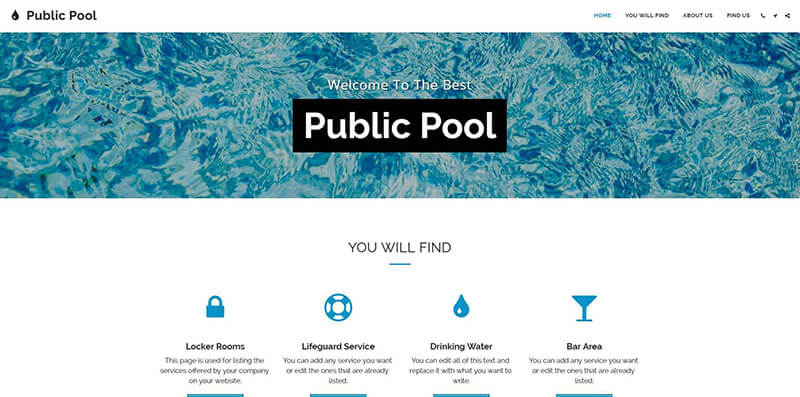 Public Pool
HOME YOU WILL FIND ABOUT US FIND US
Welcome To The Best
Public Pool
YOU WILL FIND
Locker Rooms
This page is used for listing the
services offered by your company
on your website.
Lifeguard Service
You can add any service you want
or edit the ones that are already
listed.
Drinking Water
You can edit all of this text and
replace it with what you want to
write.
Bar Area
You can add any service you want
or edit the ones that are already
listed.